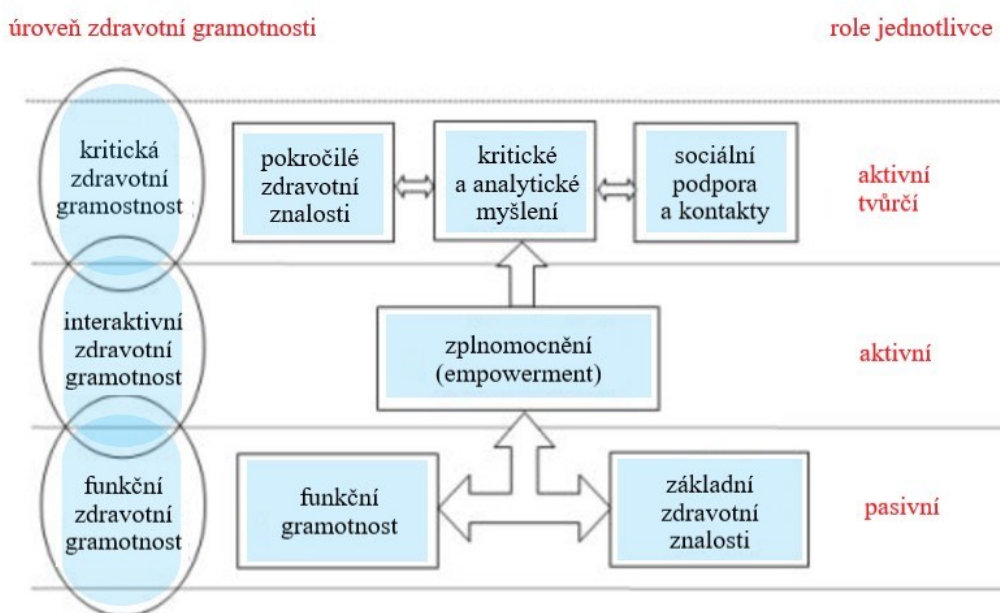 úroveň zdravotní gramotnosti
role jednotlivce
kritická
zdravotní
gramostnost
pokročilé
zdravotní
znalosti
kritické
a analytické
myšlení
sociální
podpora
a kontakty
aktivní
tvůrčí
interaktivní
zdravotní
gramotnost
zplnomocnění
(empowerment)
aktivní
funkční
zdravotní
gramotnost
funkční
gramotnost
základní
zdravotní
znalosti
pasivní